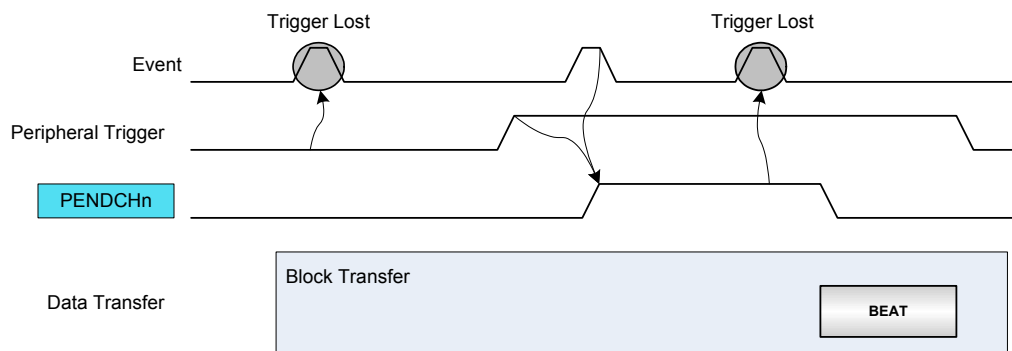 Trigger Lost
Trigger Lost
Event
Peripheral Trigger
PENDCHn
Block Transfer
Data Transfer
BEAT